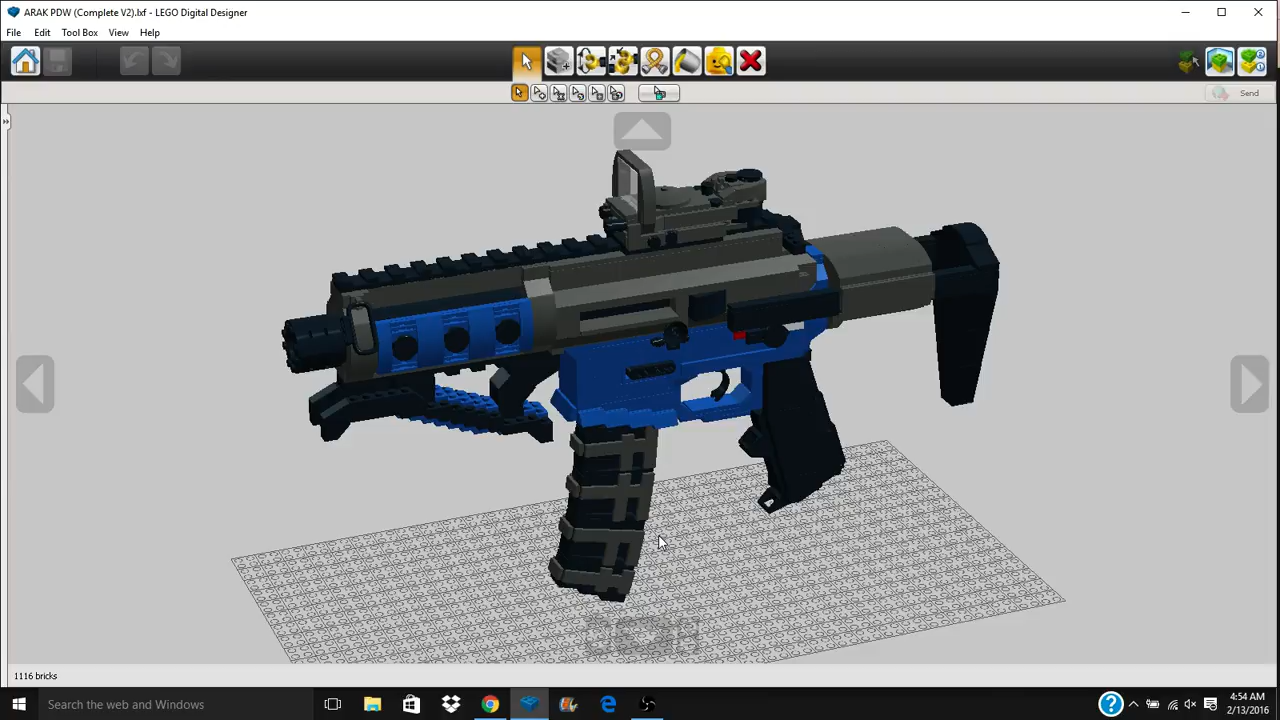 ARAK PDW (Complete V2).lxf - LEGO Digital Designer
File Edit Tool Box View Help
Send
1116 bricks
Search the web and Windows
4:54 AM
2/13/2016